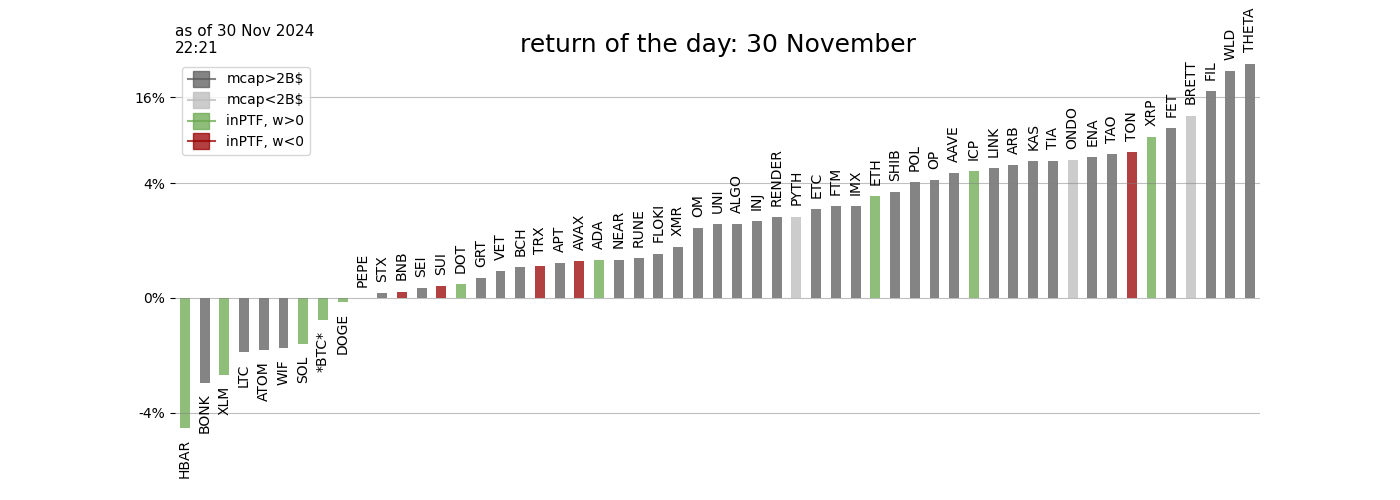 as of 30 Nov 2024
22:21
return of the day: 30 November
mcap>2B$
mcap<2B$
inPTF, w>0
inPTF, w<0
16%
4%
0%
-4%
HBAR
BONK
XLM
LTC
ATOM
WIF
SOL
*BTC*
DOGE
PEPE
STX
BNB
SEI
SUI
DOT
GRT
VET
BCH
TRX
APT
AVAX
ADA
NEAR
RUNE
FLOKI
XMR
OM
UNI
ALGO
INJ
RENDER
PYTH
ETC
FTM
IMX
ETH
SHIB
POL
OP
AAVE
ICP
LINK
ARB
KAS
TIA
ONDO
ENA
TAO
TON
XRP
FET
BRETT
FIL
WLD
THETA